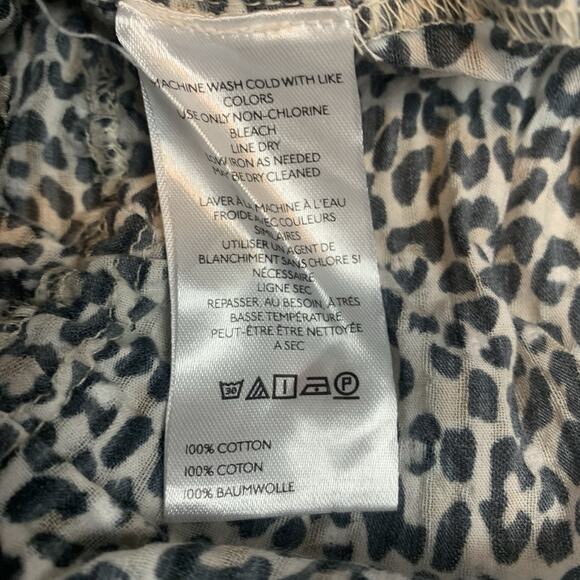 MACHINE WASH COLD WITH LIKE
COLORS
USE ONLY NON-CHLORINE
BLEACH
LINE DRY
LOW IRON AS NEEDED
MAY BE DRY CLEANED
LAVER À LA MACHINE À L'EAU
FROIDE AVEC COULEURS
SIMILAIRES
UTILISER UN AGENT DE
BLANCHIMENT SANS CHLORE SI
NÉCESSAIRE
LIGNE SEC
REPASSER, AU BESOIN À TRÈS
BASSE TEMPÉRATURE
PEUT-ÊTRE ÊTRE NETTOYÉE
A SEC
30 P
100% COTTON
100% COTON
100% BAUMWOLLE